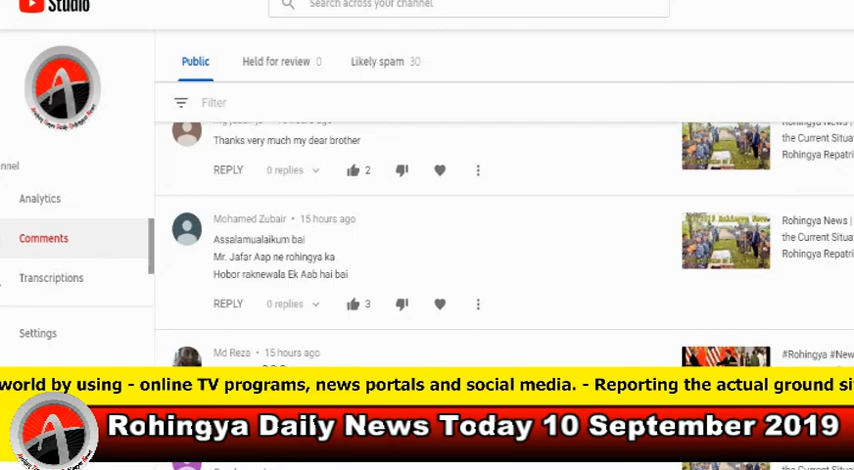 Studio
Search across your channel
Public
Held for review 0
Likely spam 30
Filter
Thanks very much my dear brother
REPLY 0 replies 2
Rohingya News |
the Current Situa
Rohingya Repatri
Analytics
Comments
Transcriptions
Settings
Mohamed Zubair • 15 hours ago
Assalamualaikum bai
Mr. Jafar Aap ne rohingya ka
Hobor raknewala Ek Aab hai bai
REPLY 0 replies 3
Rohingya News |
the Current Situa
Rohingya Repatri
Md Reza • 15 hours ago
#Rohingya #New
world by using - online TV programs, news portals and social media. - Reporting the actual ground si
Rohingya Daily News Today 10 September 2019